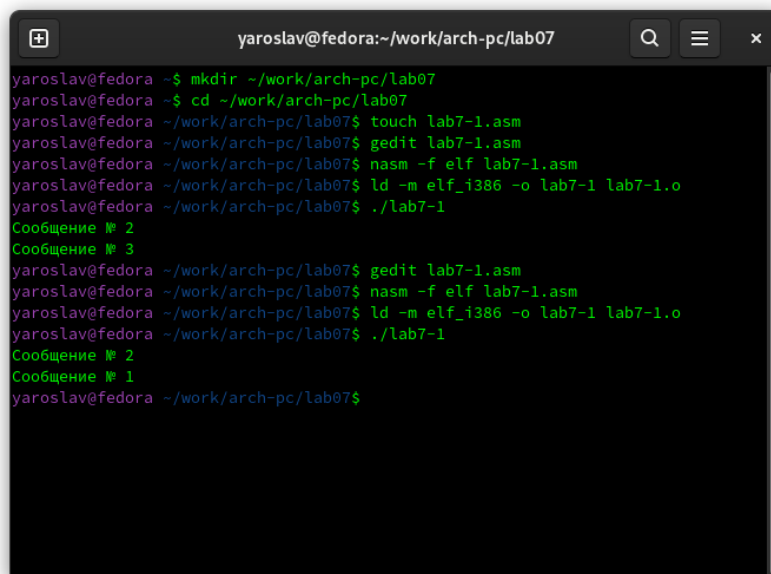 yaroslav@fedora:~/work/arch-pc/lab07
yaroslav@fedora ~$ mkdir ~/work/arch-pc/lab07
yaroslav@fedora ~$ cd ~/work/arch-pc/lab07
yaroslav@fedora ~/work/arch-pc/lab07$ touch lab7-1.asm
yaroslav@fedora ~/work/arch-pc/lab07$ gedit lab7-1.asm
yaroslav@fedora ~/work/arch-pc/lab07$ nasm -f elf lab7-1.asm
yaroslav@fedora ~/work/arch-pc/lab07$ ld -m elf_i386 -o lab7-1 lab7-1.o
yaroslav@fedora ~/work/arch-pc/lab07$ ./lab7-1
Сообщение № 2
Сообщение № 3
yaroslav@fedora ~/work/arch-pc/lab07$ gedit lab7-1.asm
yaroslav@fedora ~/work/arch-pc/lab07$ nasm -f elf lab7-1.asm
yaroslav@fedora ~/work/arch-pc/lab07$ ld -m elf_i386 -o lab7-1 lab7-1.o
yaroslav@fedora ~/work/arch-pc/lab07$ ./lab7-1
Сообщение № 2
Сообщение № 1
yaroslav@fedora ~/work/arch-pc/lab07$